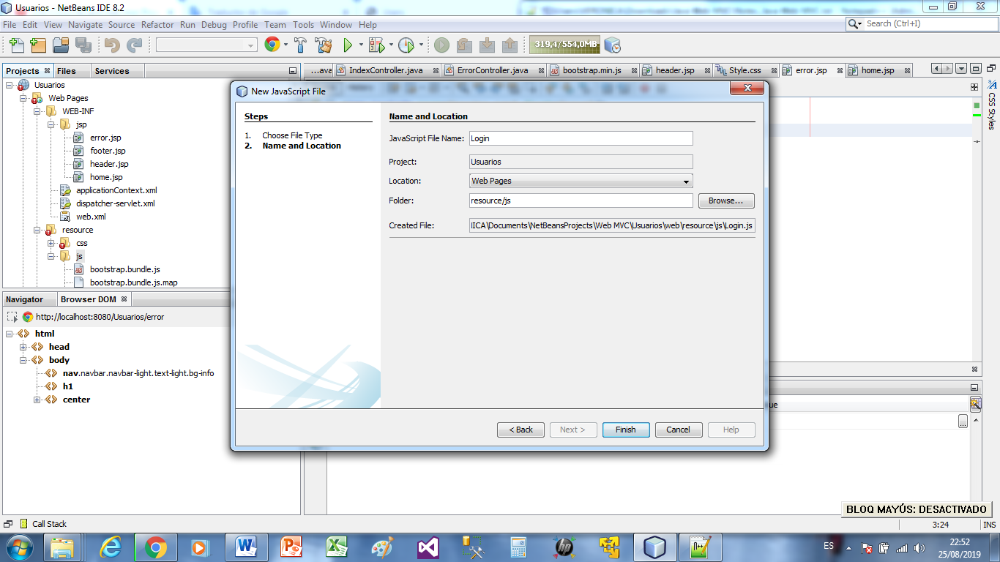 Usuarios - NetBeans IDE 8.2
File Edit View Navigate Source Refactor Run Debug Profile Team Tools Window Help
Search (Ctrl+I)
319,4/554,0MB
Projects Files Services
...ava IndexController.java ErrorController.java bootstrap.min.js header.jsp Style.css error.jsp home.jsp
Usuarios
Web Pages
WEB-INF
jsp
error.jsp
footer.jsp
header.jsp
home.jsp
applicationContext.xml
dispatcher-servlet.xml
web.xml
resource
css
js
bootstrap.bundle.js
bootstrap.bundle.js.map
Navigator Browser DOM
http://localhost:8080/Usuarios/error
html
head
body
nav.navbar.navbar-light.text-light.bg-info
h1
center
New JavaScript File
Steps
1. Choose File Type
2. Name and Location
Name and Location
JavaScript File Name: Login
Project: Usuarios
Location: Web Pages
Folder: resource/js Browse...
Created File: IICA\Documents\NetBeansProjects\Web MVC\Usuarios\web\resource\js\Login.js
< Back Next > Finish Cancel Help
CSS Styles
ue
...
BLOQ MAYÚS: DESACTIVADO
Call Stack
3:24 INS
ES
22:52
25/08/2019